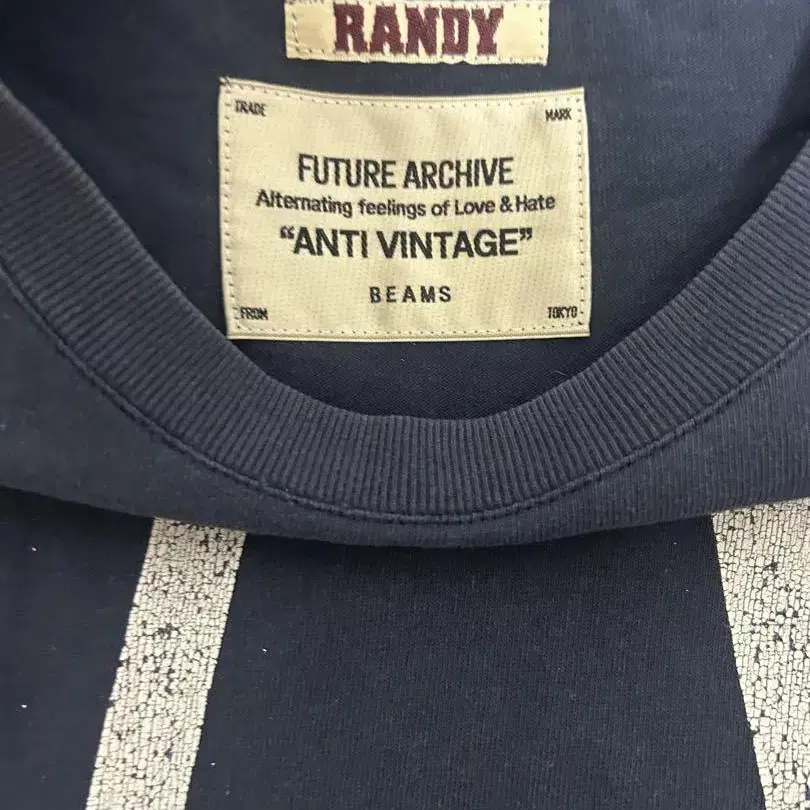 RANDY
TRADE MARK
FUTURE ARCHIVE
Alternating feelings of Love & Hate
“ANTI VINTAGE”
BEAMS
FROM TOKYO